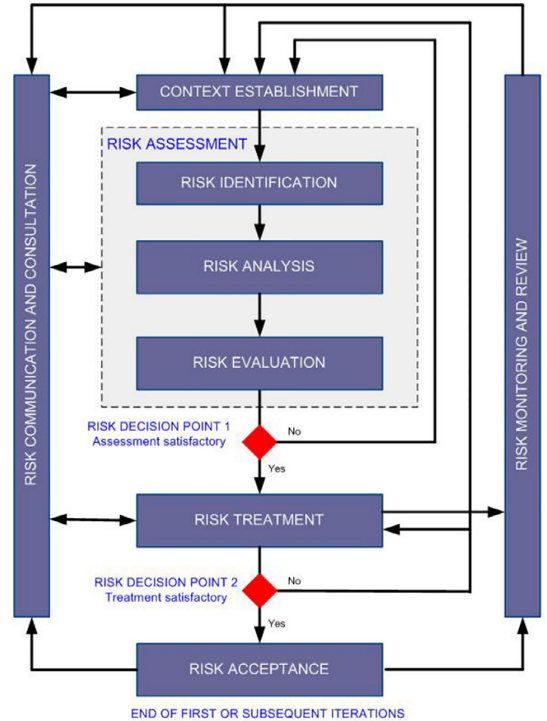 CONTEXT ESTABLISHMENT
RISK ASSESSMENT
RISK IDENTIFICATION
RISK ANALYSIS
RISK EVALUATION
RISK DECISION POINT 1
Assessment satisfactory
No
Yes
RISK TREATMENT
RISK DECISION POINT 2
Treatment satisfactory
No
Yes
RISK ACCEPTANCE
END OF FIRST OR SUBSEQUENT ITERATIONS
RISK COMMUNICATION AND CONSULTATION
RISK MONITORING AND REVIEW